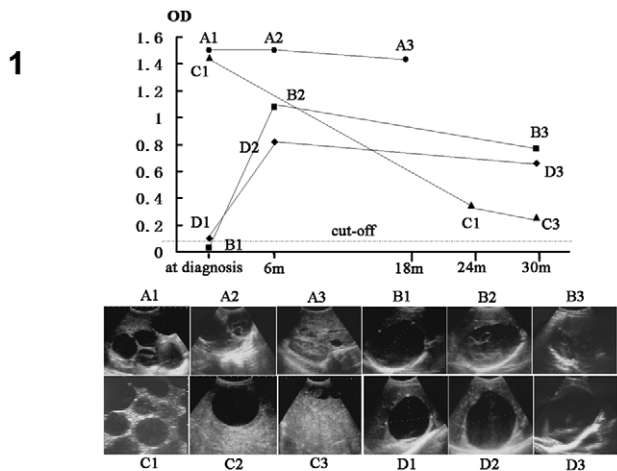 1
OD
1.6
1.4
1.2
1
0.8
0.6
0.4
0.2
0
A1
A2
A3
C1
B2
B3
D2
D3
D1
B1
cut-off
C1
C3
at diagnosis
6m
18m
24m
30m
A1 A2 A3 B1 B2 B3
C1 C2 C3 D1 D2 D3